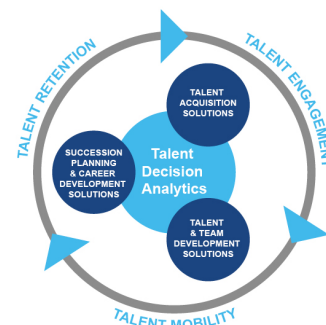 TALENT RETENTION
TALENT ENGAGEMENT
TALENT
ACQUISITION
SOLUTIONS
SUCCESSION
PLANNING
& CAREER
DEVELOPMENT
SOLUTIONS
Talent
Decision
Analytics
TALENT
& TEAM
DEVELOPMENT
SOLUTIONS
TALENT MOBILITY